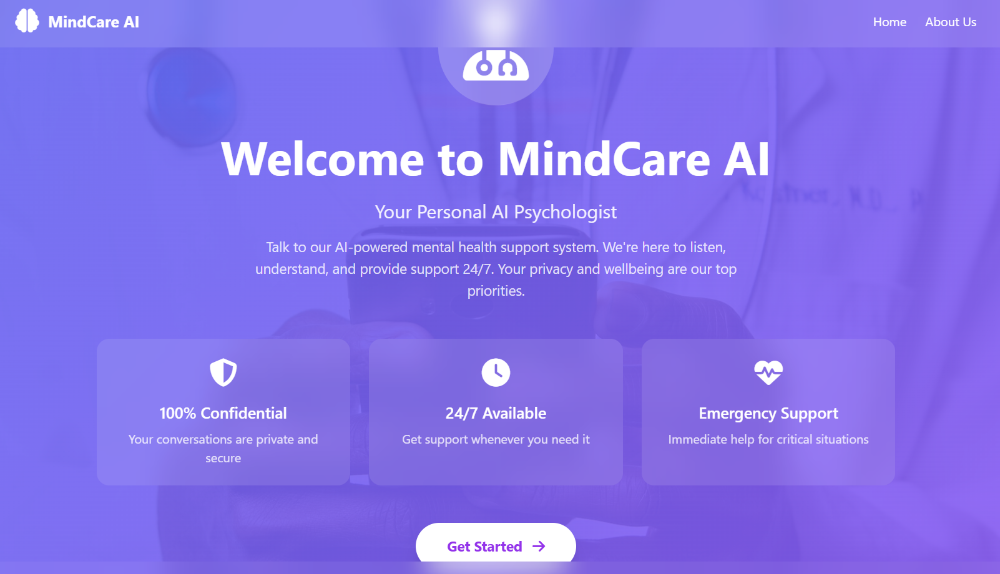 MindCare AI
Home
About Us
Welcome to MindCare AI
Your Personal AI Psychologist
Talk to our AI-powered mental health support system. We're here to listen,
understand, and provide support 24/7. Your privacy and wellbeing are our top
priorities.
100% Confidential
Your conversations are private and
secure
24/7 Available
Get support whenever you need it
Emergency Support
Immediate help for critical situations
Get Started